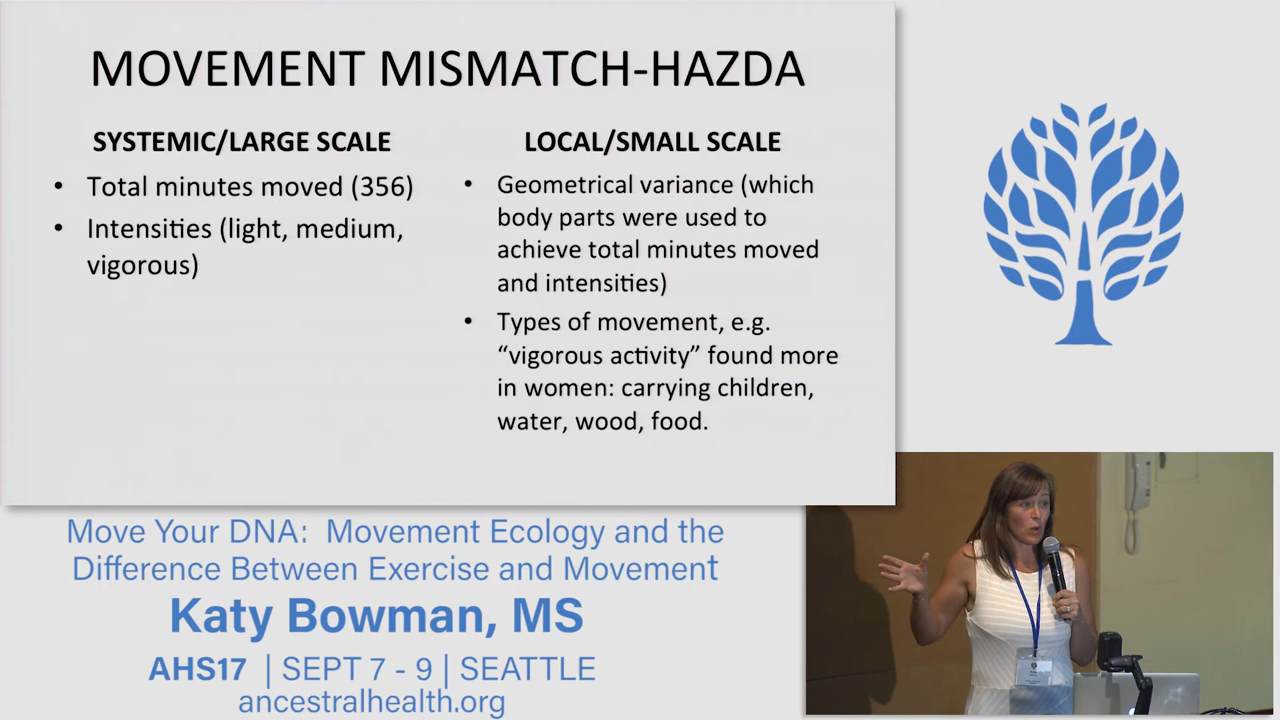 MOVEMENT MISMATCH-HAZDA
SYSTEMIC/LARGE SCALE
• Total minutes moved (356)
• Intensities (light, medium,
vigorous)
LOCAL/SMALL SCALE
• Geometrical variance (which
body parts were used to
achieve total minutes moved
and intensities)
• Types of movement, e.g.
“vigorous activity” found more
in women: carrying children,
water, wood, food.
Move Your DNA: Movement Ecology and the
Difference Between Exercise and Movement
Katy Bowman, MS
AHS17 | SEPT 7 - 9 | SEATTLE
ancestralhealth.org